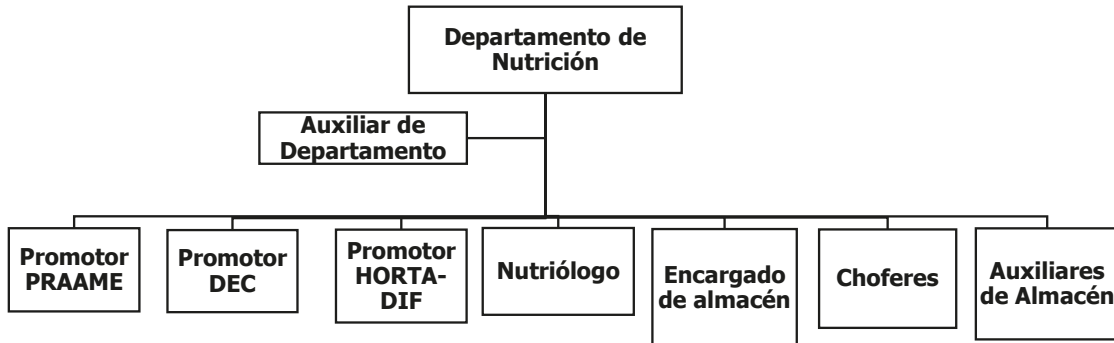 Departamento de
Nutrición
Auxiliar de
Departamento
Promotor
PRAAME
Promotor
DEC
Promotor
HORTA-
DIF
Nutriólogo
Encargado
de almacén
Choferes
Auxiliares
de Almacén